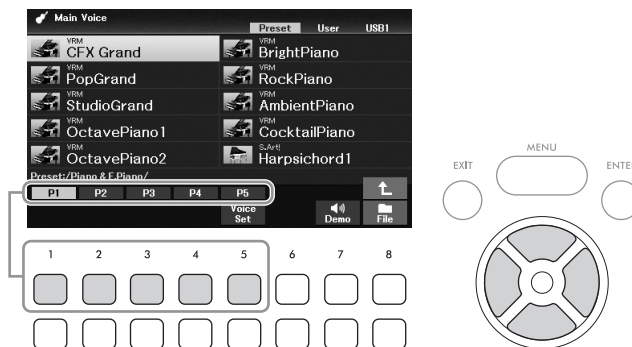 Main Voice
Preset User USB1
VRM VRM
CFX Grand BrightPiano
VRM VRM
PopGrand RockPiano
VRM VRM
StudioGrand AmbientPiano
VRM VRM
OctavePiano1 CocktailPiano
VRM S.Art!
OctavePiano2 Harpsichord1
Preset:/Piano & E.Piano/
P1 P2 P3 P4 P5
Voice Set Demo File
1 2 3 4 5 6 7 8
MENU
EXIT ENTE